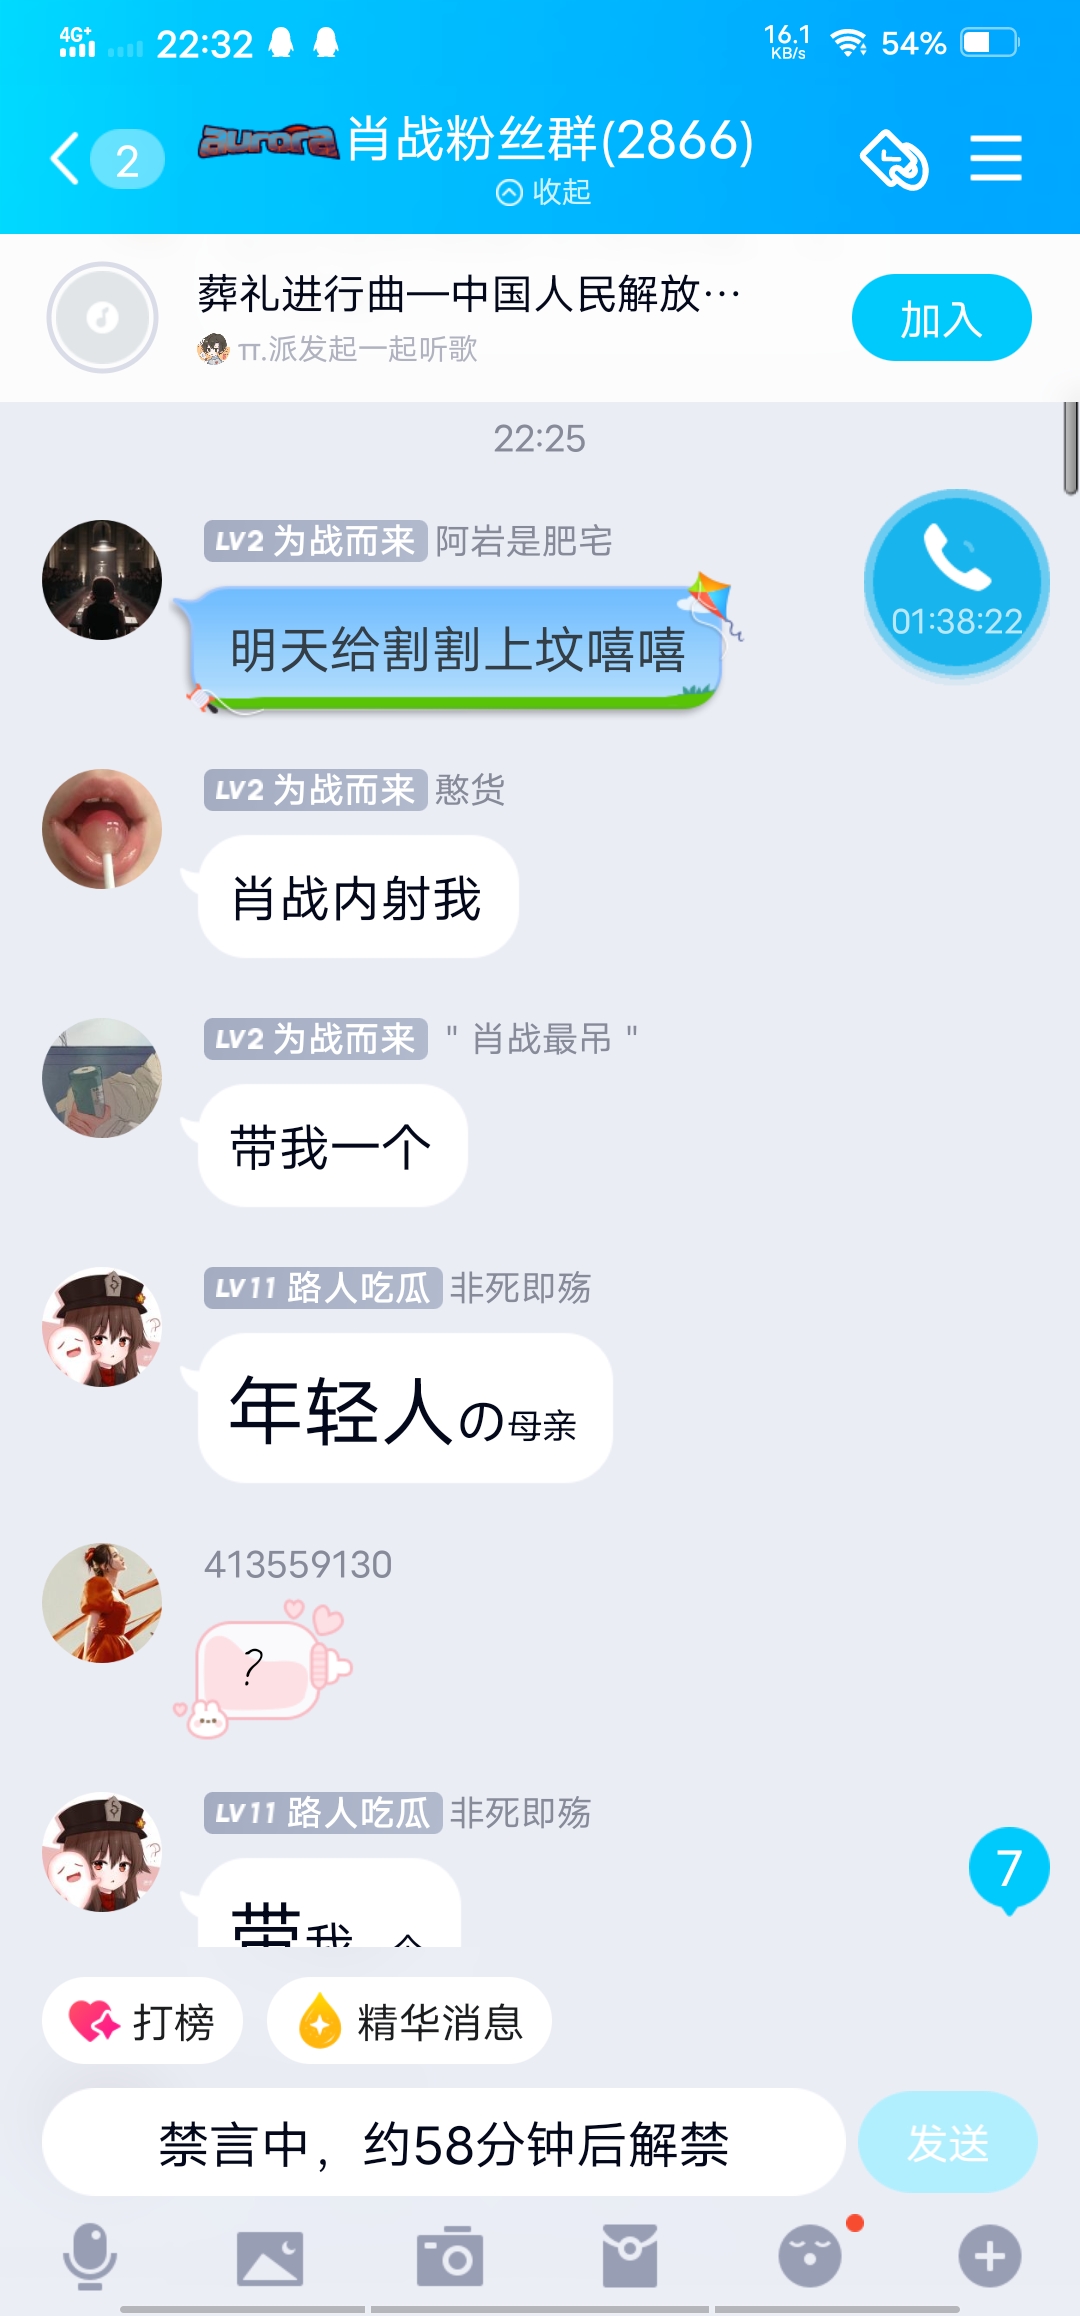 4G+ 22:32 16.1 KB/s 54%
2 aurora 肖战粉丝群(2866)
收起
葬礼进行曲—中国人民解放…
π.派发起一起听歌
加入
22:25
LV2 为战而来 阿岩是肥宅
明天给割割上坟嘻嘻
01:38:22
LV2 为战而来 憨货
肖战内射我
LV2 为战而来 " 肖战最吊 "
带我一个
LV11 路人吃瓜 非死即殇
年轻人の母亲
413559130
?
LV11 路人吃瓜 非死即殇
带我一个
7
打榜 精华消息
禁言中，约58分钟后解禁 发送